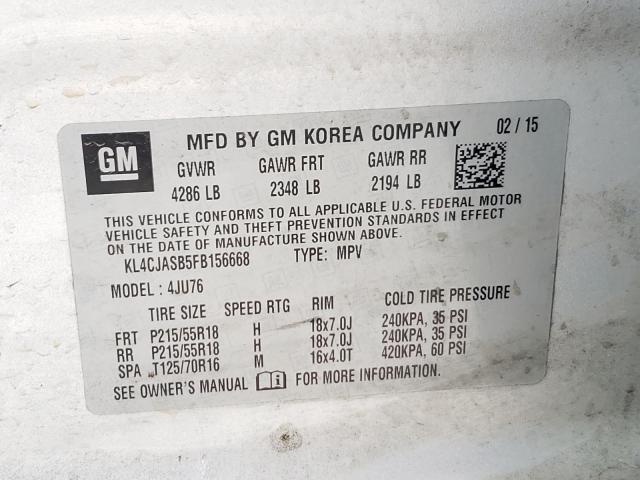 GM
MFD BY GM KOREA COMPANY 02 / 15
GVWR GAWR FRT GAWR RR
4286 LB 2348 LB 2194 LB
THIS VEHICLE CONFORMS TO ALL APPLICABLE U.S. FEDERAL MOTOR
VEHICLE SAFETY AND THEFT PREVENTION STANDARDS IN EFFECT
ON THE DATE OF MANUFACTURE SHOWN ABOVE.
KL4CJASB5FB156668 TYPE: MPV
MODEL : 4JU76
TIRE SIZE SPEED RTG RIM COLD TIRE PRESSURE
FRT P215/55R18 H 18x7.0J 240KPA, 35 PSI
RR P215/55R18 H 18x7.0J 240KPA, 35 PSI
SPA T125/70R16 M 16x4.0T 420KPA, 60 PSI
SEE OWNER'S MANUAL FOR MORE INFORMATION.